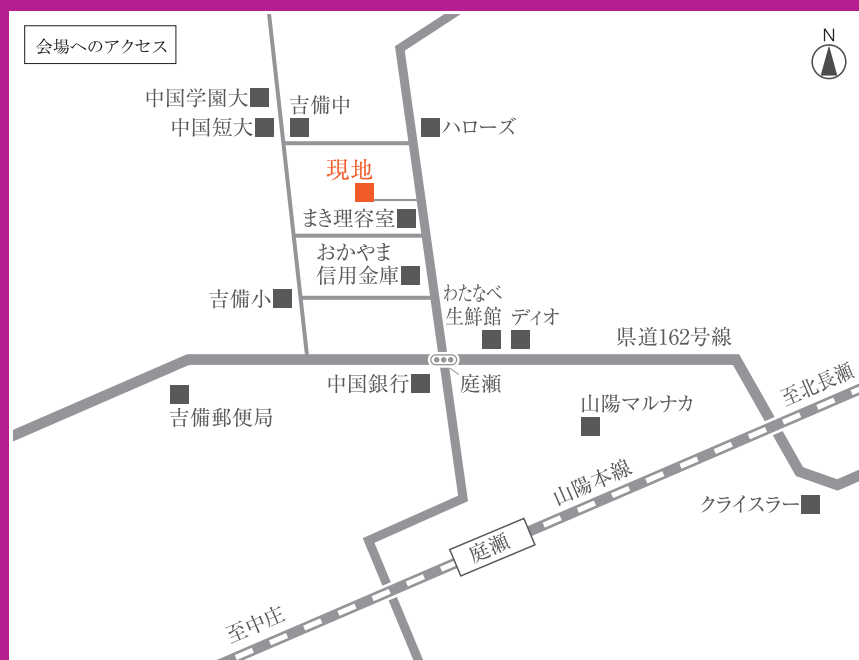 会場へのアクセス
N
中国学園大
吉備中
中国短大
ハローズ
現地
まき理容室
おかやま
信用金庫
吉備小
わたなべ
生鮮館
ディオ
県道162号線
中国銀行
庭瀬
吉備郵便局
山陽マルナカ
至北長瀬
山陽本線
クライスラー
庭瀬
至中庄